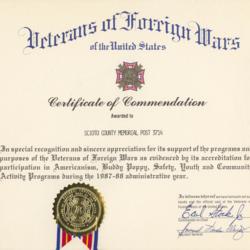 Veterans of Foreign Wars
of the United States
Certificate of Commendation
Awarded to
SCIOTO COUNTY MEMORIAL POST 3714
In special recognition and sincere appreciation for its support of the programs and
purposes of the Veterans of Foreign Wars as evidenced by its accreditation for
participation in Americanism, Buddy Poppy, Safety, Youth and Community
Activity Programs during the 1987-88 administrative year.